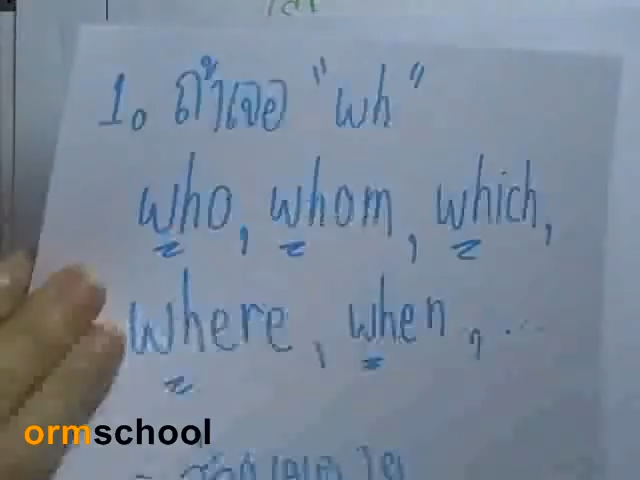 1. ถ้าเจอ "wh"
who, whom, which,
where, when, ...
ormschool